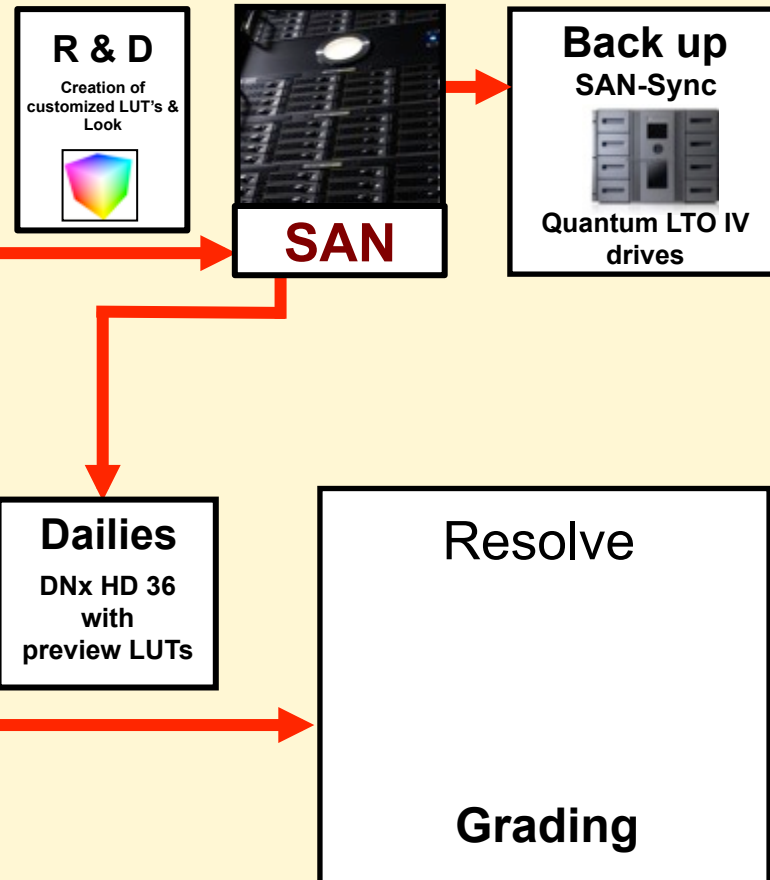 R & D
Creation of
customized LUT's &
Look
SAN
Back up
SAN-Sync
Quantum LTO IV
drives
Dailies
DNx HD 36
with
preview LUTs
Resolve
Grading